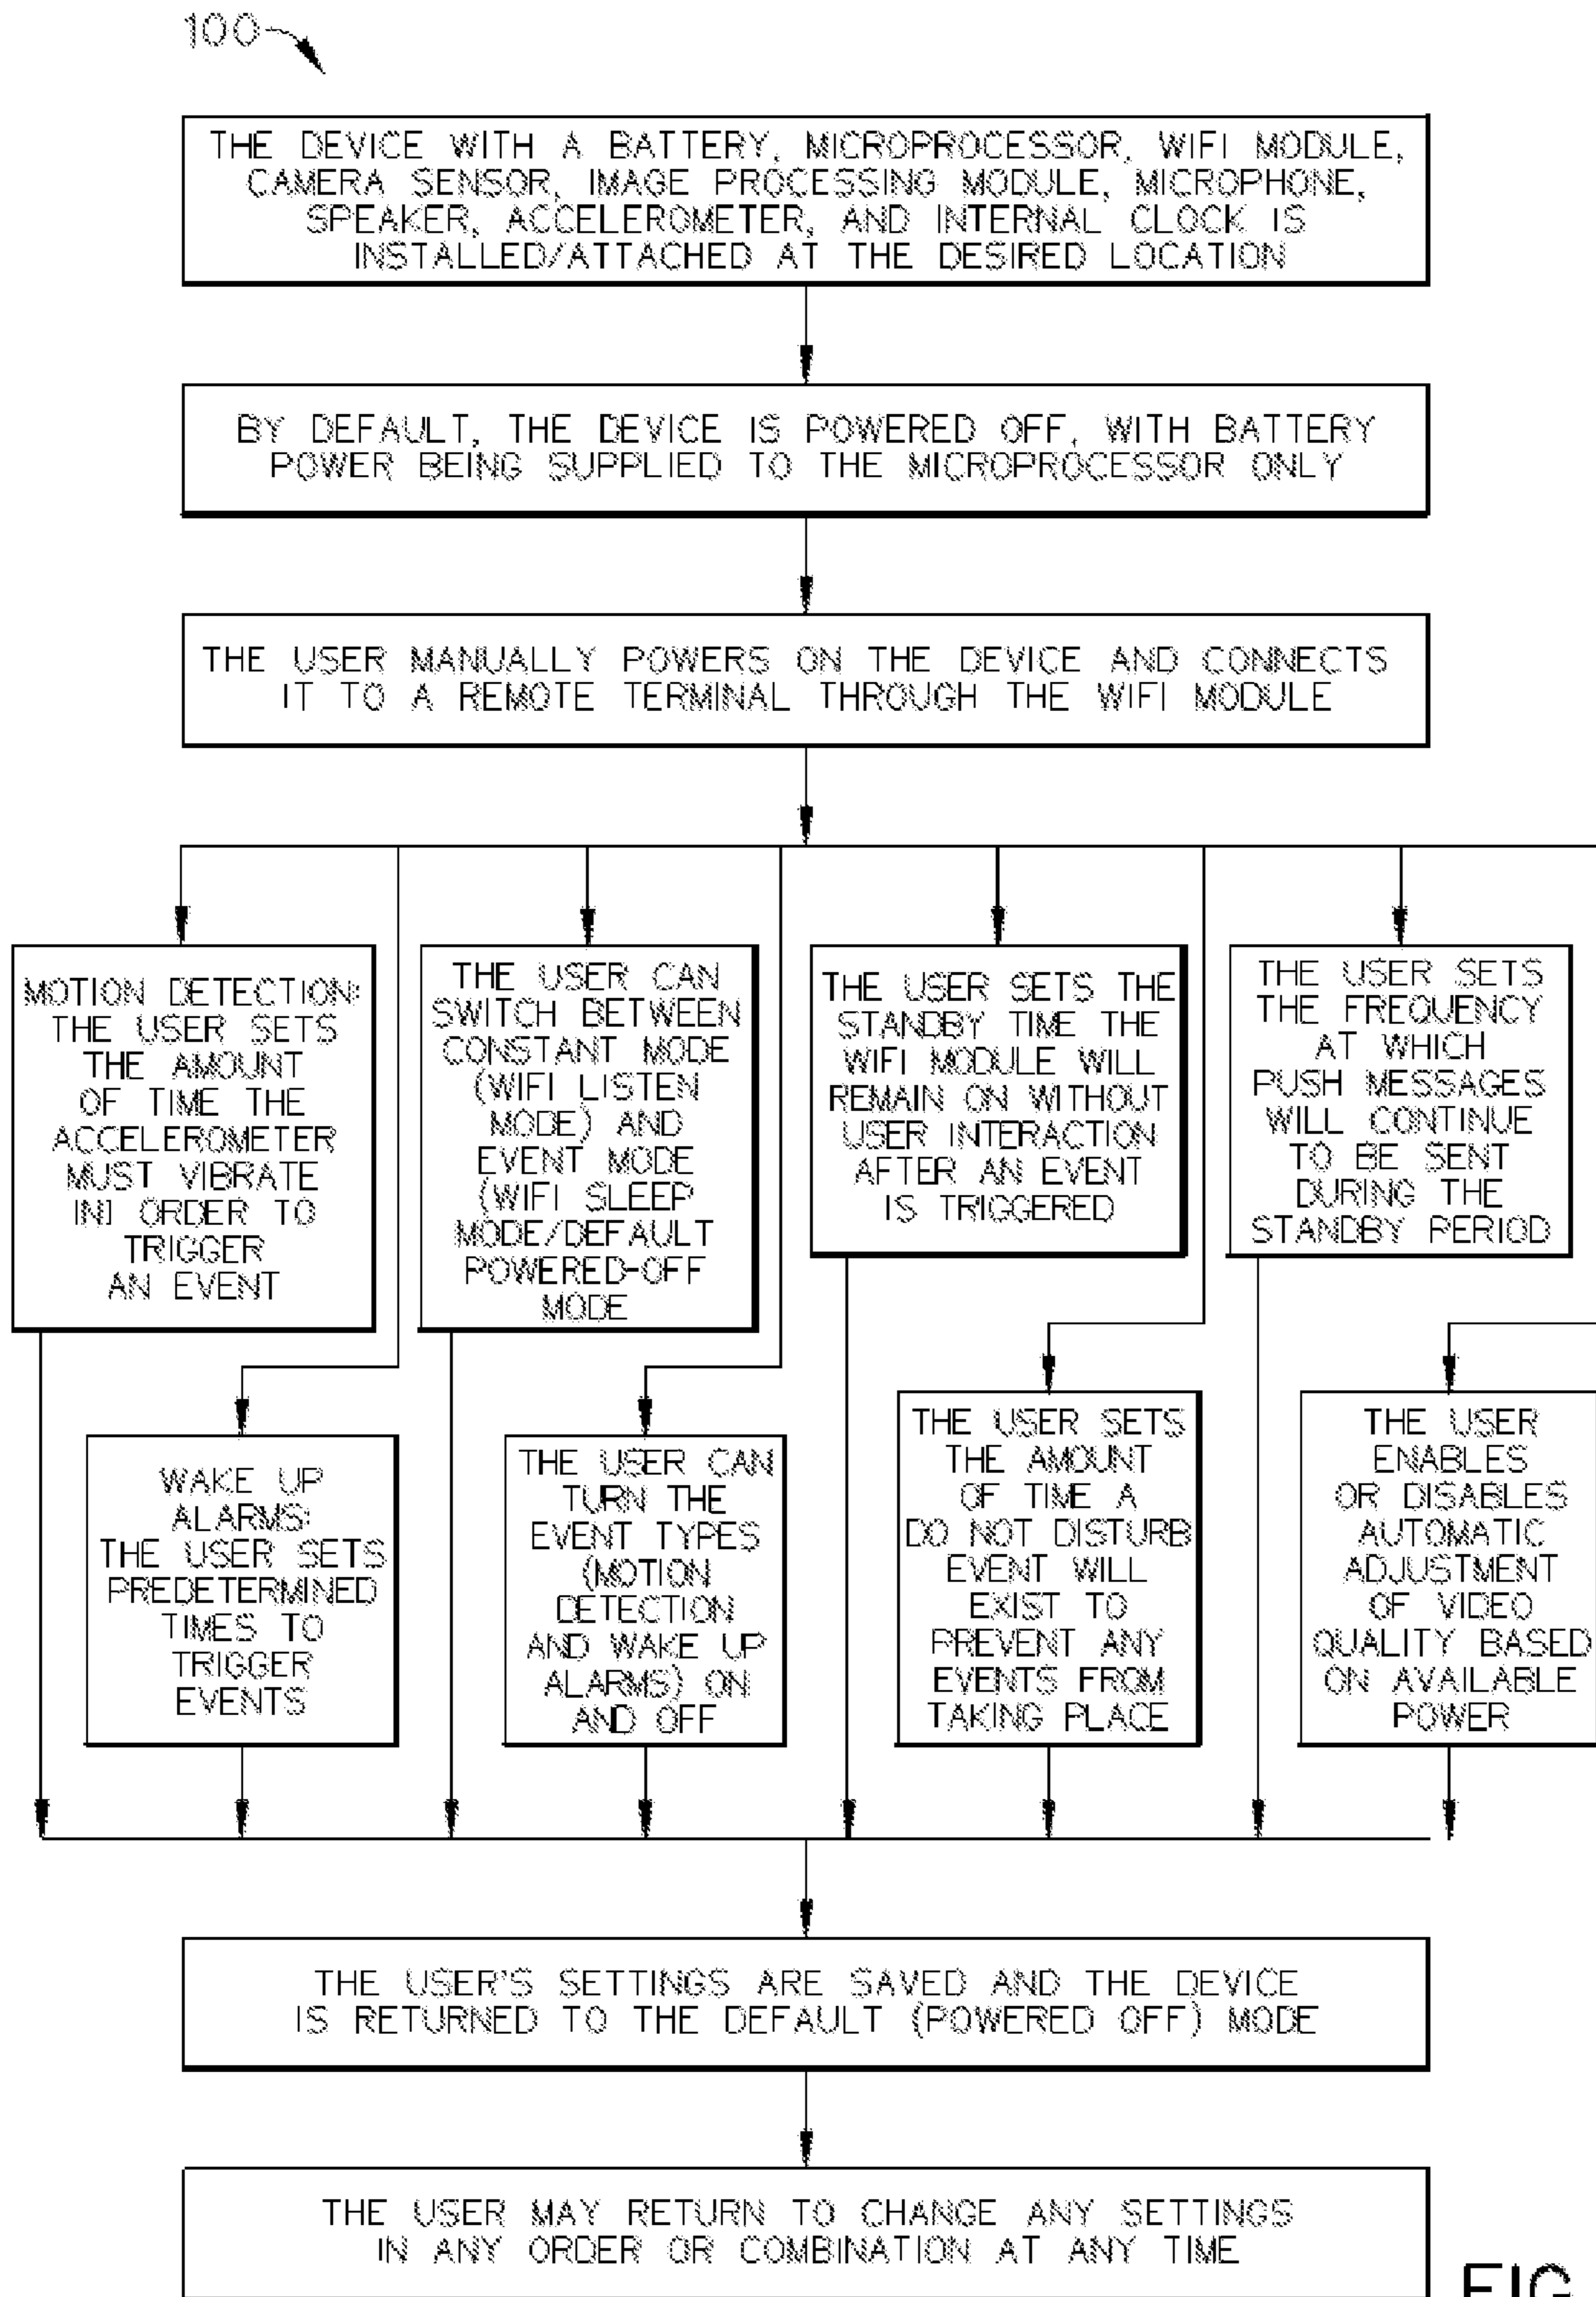 100
THE DEVICE WITH A BATTERY, MICROPROCESSOR, WIFI MODULE,
CAMERA SENSOR, IMAGE PROCESSING MODULE, MICROPHONE,
SPEAKER, ACCELEROMETER, AND INTERNAL CLOCK IS
INSTALLED/ATTACHED AT THE DESIRED LOCATION
BY DEFAULT, THE DEVICE IS POWERED OFF, WITH BATTERY
POWER BEING SUPPLIED TO THE MICROPROCESSOR ONLY
THE USER MANUALLY POWERS ON THE DEVICE AND CONNECTS
IT TO A REMOTE TERMINAL THROUGH THE WIFI MODULE
MOTION DETECTION:
THE USER SETS
THE AMOUNT
OF TIME THE
ACCELEROMETER
MUST VIBRATE
IN] ORDER TO
TRIGGER
AN EVENT
THE USER CAN
SWITCH BETWEEN
CONSTANT MODE
(WIFI LISTEN
MODE) AND
EVENT MODE
(WIFI SLEEP
MODE/DEFAULT
POWERED-OFF
MODE
THE USER SETS THE
STANDBY TIME THE
WIFI MODULE WILL
REMAIN ON WITHOUT
USER INTERACTION
AFTER AN EVENT
IS TRIGGERED
THE USER SETS
THE FREQUENCY
AT WHICH
PUSH MESSAGES
WILL CONTINUE
TO BE SENT
DURING THE
STANDBY PERIOD
WAKE UP
ALARMS:
THE USER SETS
PREDETERMINED
TIMES TO
TRIGGER
EVENTS
THE USER CAN
TURN THE
EVENT TYPES
(MOTION
DETECTION
AND WAKE UP
ALARMS) ON
AND OFF
THE USER SETS
THE AMOUNT
OF TIME A
DO NOT DISTURB
EVENT WILL
EXIST TO
PREVENT ANY
EVENTS FROM
TAKING PLACE
THE USER
ENABLES
OR DISABLES
AUTOMATIC
ADJUSTMENT
OF VIDEO
QUALITY BASED
ON AVAILABLE
POWER
THE USER'S SETTINGS ARE SAVED AND THE DEVICE
IS RETURNED TO THE DEFAULT (POWERED OFF) MODE
THE USER MAY RETURN TO CHANGE ANY SETTINGS
IN ANY ORDER OR COMBINATION AT ANY TIME
FIG